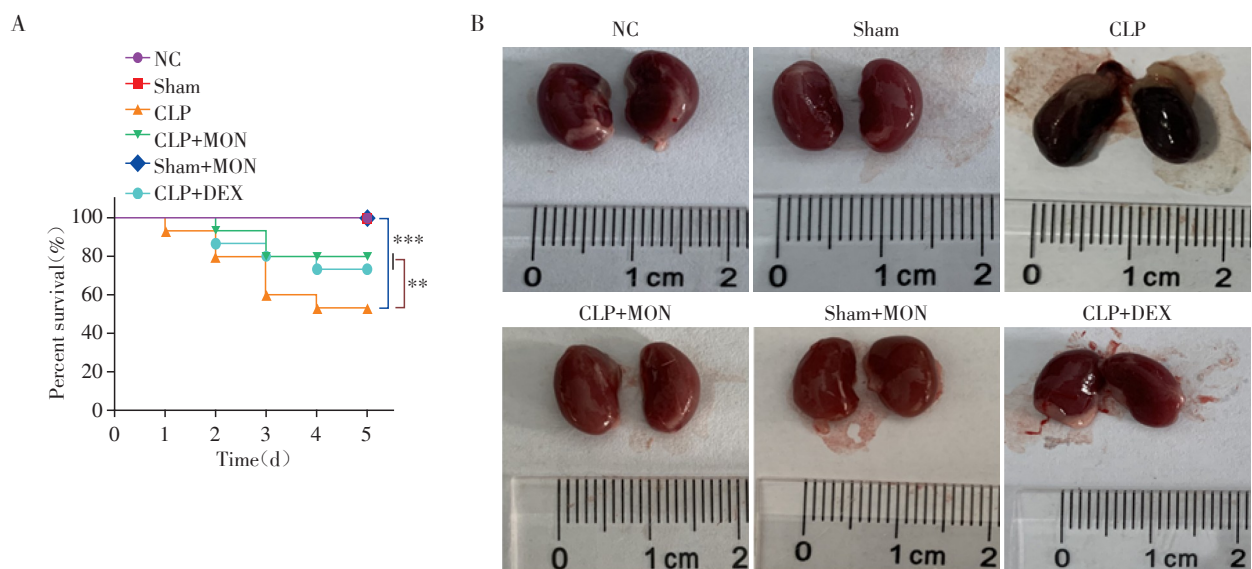 A
NC
Sham
CLP
CLP+MON
Sham+MON
CLP+DEX
100
80
60
40
20
0
Percent survival(%)
0 1 2 3 4 5
Time(d)
***
**
B
NC Sham CLP
0 1 cm 2
0 1 cm 2
0 1 cm 2
CLP+MON Sham+MON CLP+DEX
0 1 cm 2
0 1 cm 2
0 1 cm 2